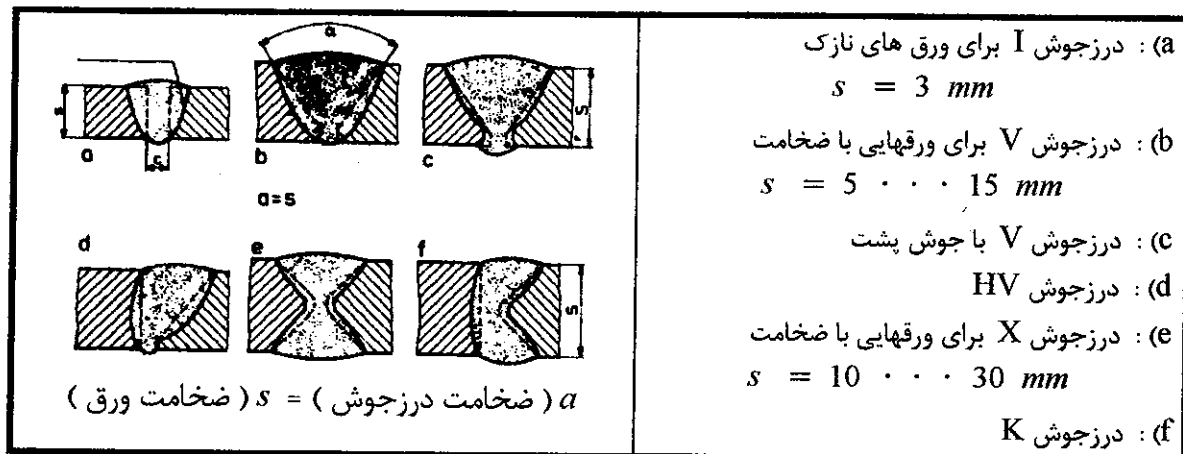 a) : درزجوش I برای ورق های نازک
s = 3 mm
b) : درزجوش V برای ورقهایی با ضخامت
s = 5 · · · 15 mm
c) : درزجوش V با جوش پشت
d) : درزجوش HV
e) : درزجوش X برای ورقهایی با ضخامت
s = 10 · · · 30 mm
f) : درزجوش K
α
s
a
c
b
S
c
a=s
d
e
f
S
a ( ضخامت درزجوش ) = s ( ضخامت ورق )